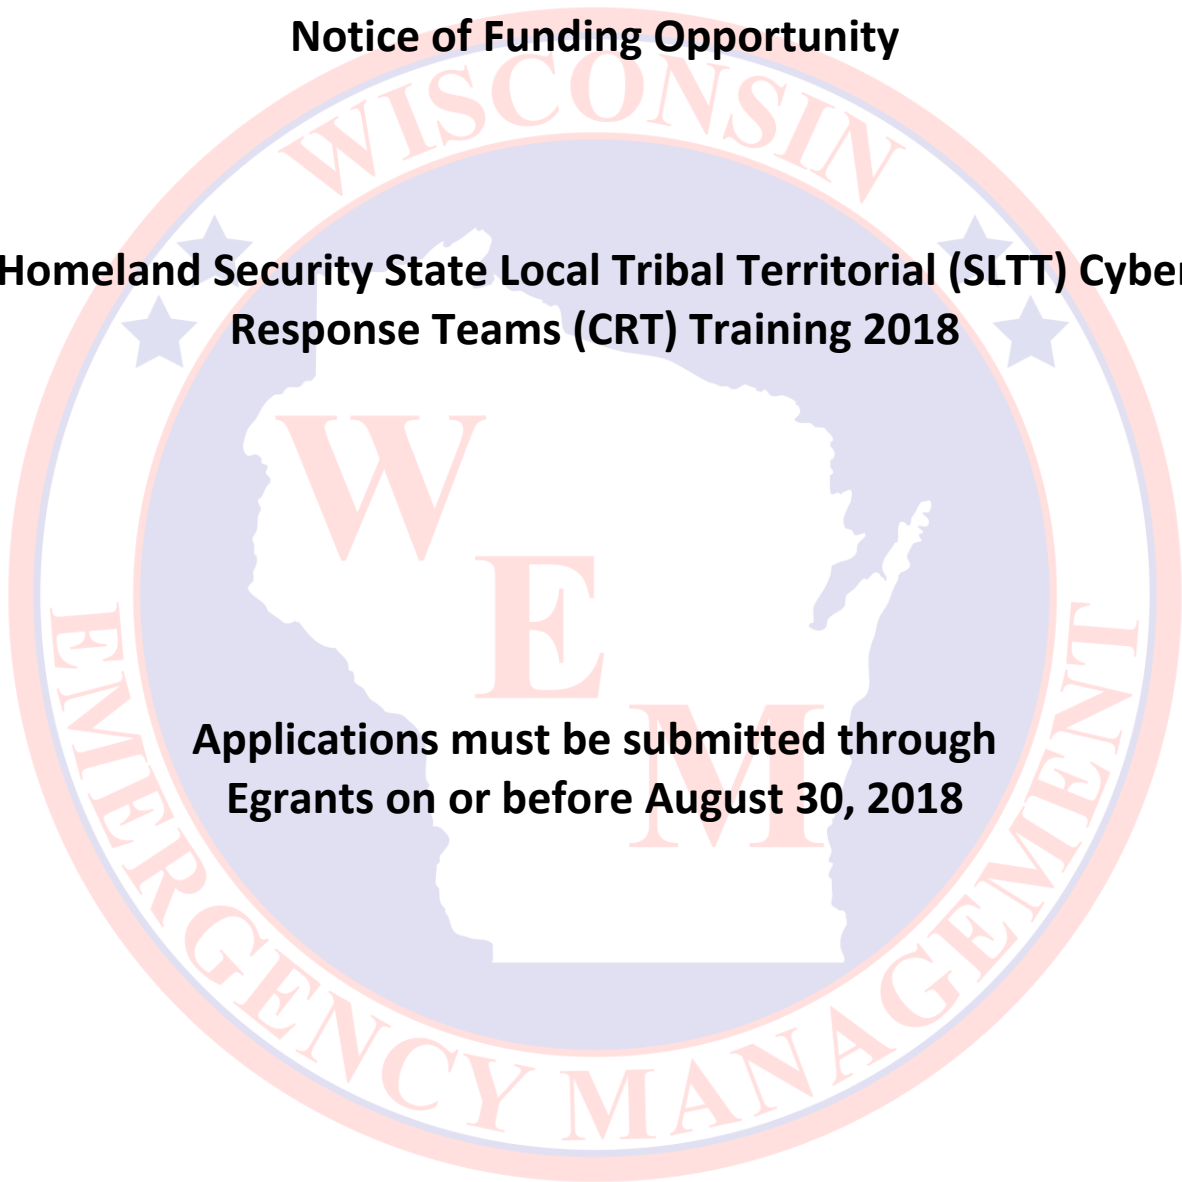 Notice of Funding Opportunity
WISCONSIN
Homeland Security State Local Tribal Territorial (SLTT) Cyber
Response Teams (CRT) Training 2018
W
E
M
Applications must be submitted through
Egrants on or before August 30, 2018
EMERGENCY MANAGEMENT